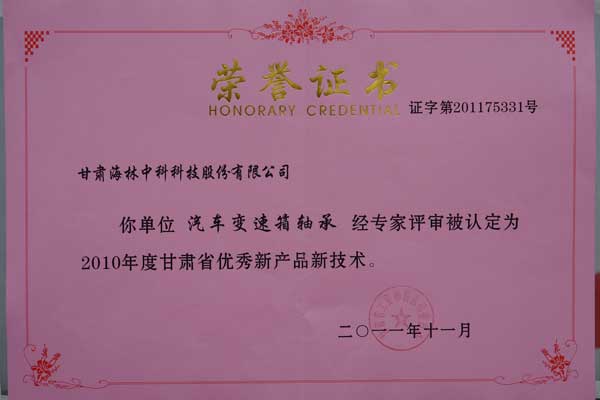 荣誉证书
HONORARY CREDENTIAL
证字第201175331号
甘肃海林中科科技股份有限公司
你单位 汽车变速箱轴承 经专家评审被认定为
2010年度甘肃省优秀新产品新技术。
二〇一一年十一月